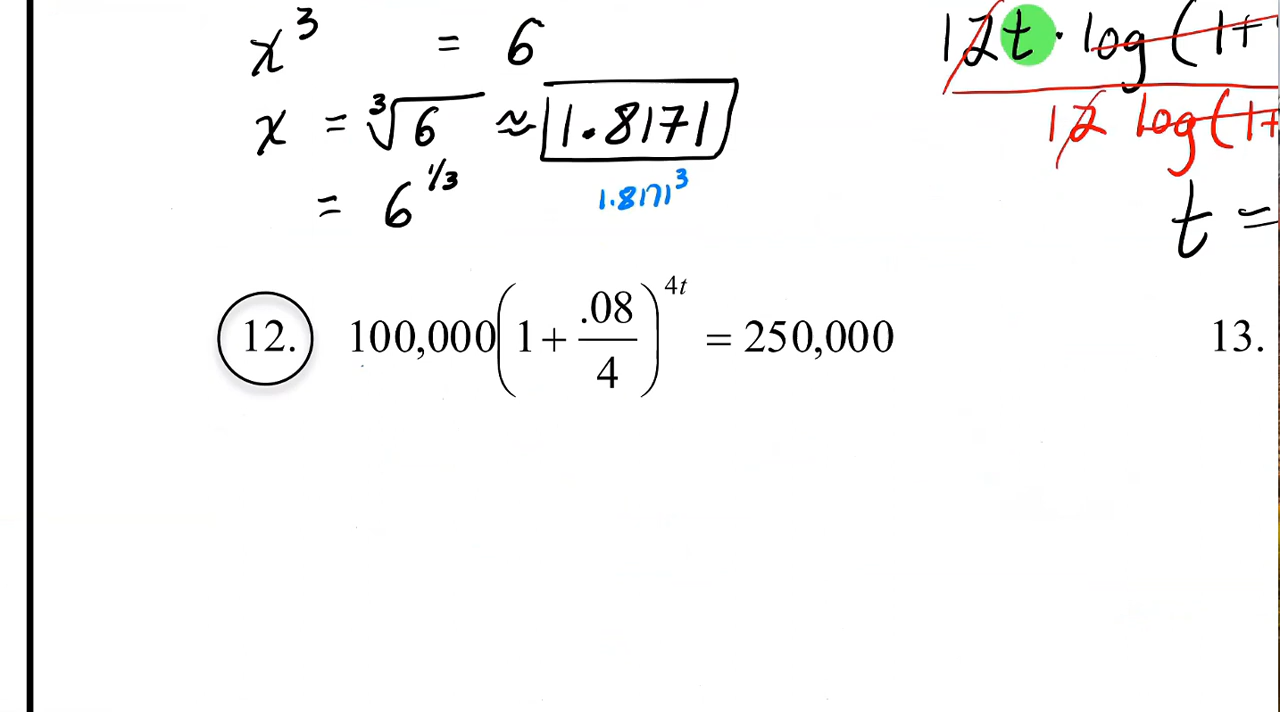 x³ = 6
x = ∛6 ≈ 1.8171
= 6^1/3
1.8171³
12t · log(1+
12 log(1+
t =
12. 100,000(1 + .08/4)^4t = 250,000
13.